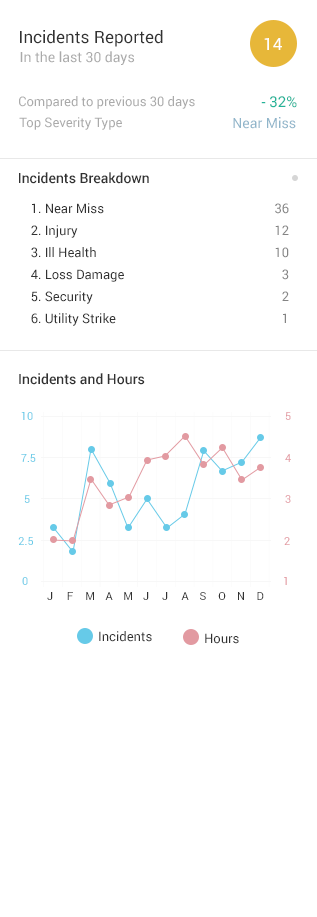 Incidents Reported
14
In the last 30 days
Compared to previous 30 days - 32%
Top Severity Type Near Miss
Incidents Breakdown
1. Near Miss 36
2. Injury 12
3. Ill Health 10
4. Loss Damage 3
5. Security 2
6. Utility Strike 1
Incidents and Hours
10 5
7.5 4
5 3
2.5 2
0 1
J F M A M J J A S O N D
Incidents Hours